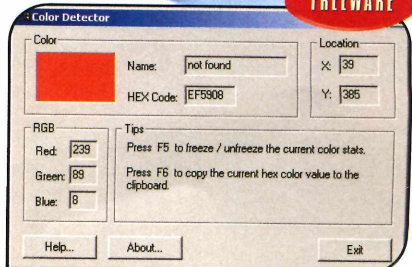 FREEWARE
Color Detector
Color
Name: not found
HEX Code: EF5908
Location
X: 39
Y: 385
RGB
Red: 239
Green: 89
Blue: 8
Tips
Press F5 to freeze / unfreeze the current color stats.
Press F6 to copy the current hex color value to the
clipboard.
Help...
About...
Exit